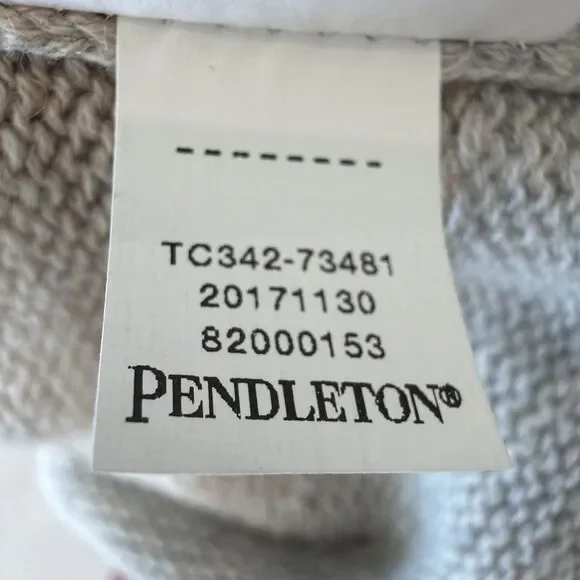 --------
TC342-73481
20171130
82000153
PENDLETON®